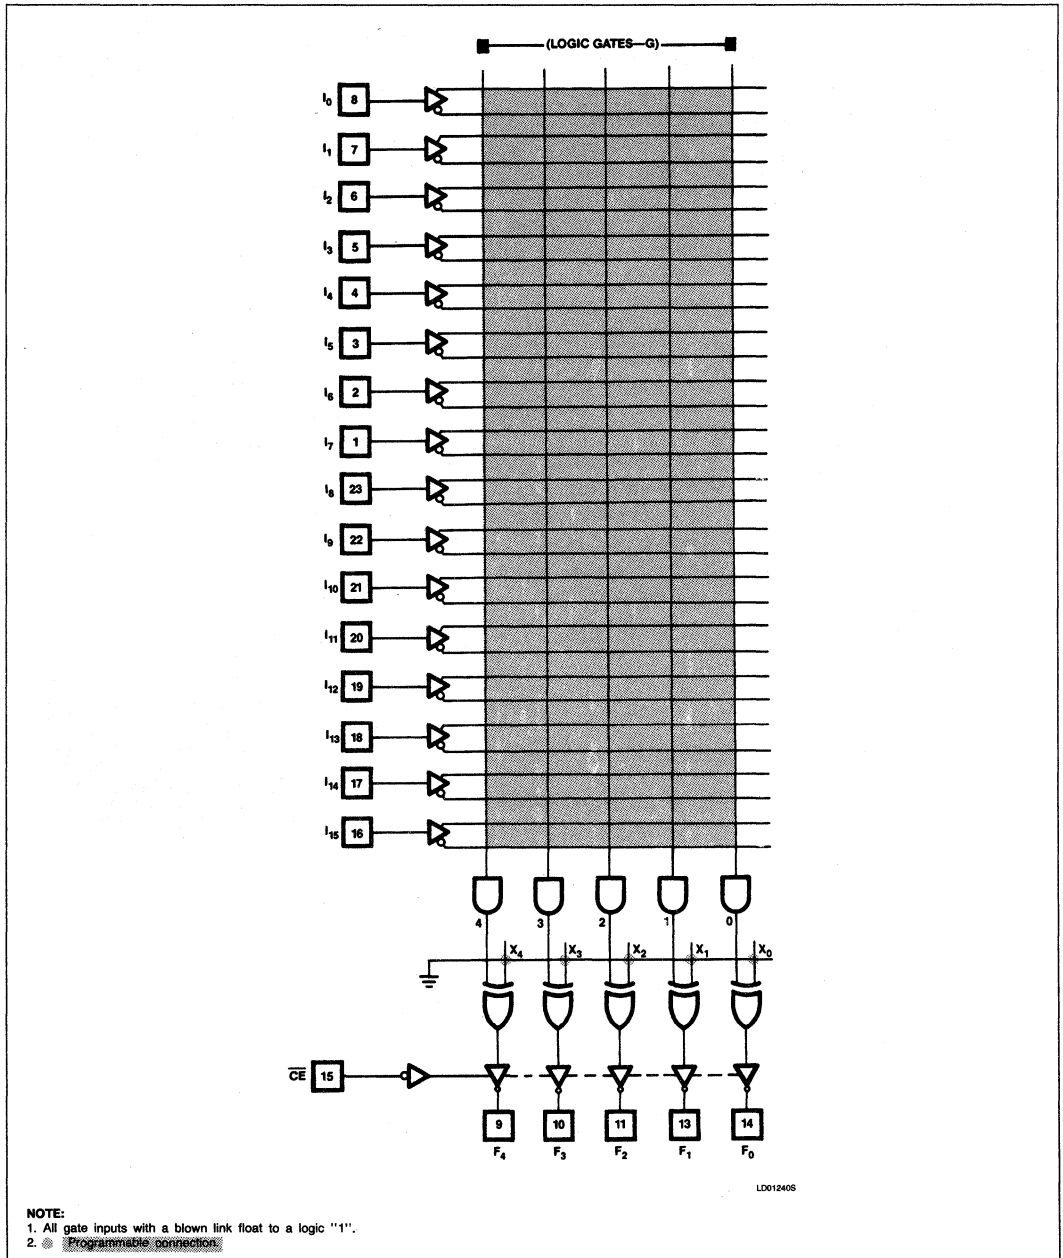 (LOGIC GATES—G)
I0 8
I1 7
I2 6
I3 5
I4 4
I5 3
I6 2
I7 1
I8 23
I9 22
I10 21
I11 20
I12 19
I13 18
I14 17
I15 16
4 3 2 1 0
X4 X3 X2 X1 X0
CE 15
9 10 11 13 14
F4 F3 F2 F1 F0
LD01240S
NOTE:
1. All gate inputs with a blown link float to a logic "1".
2. Programmable connection.